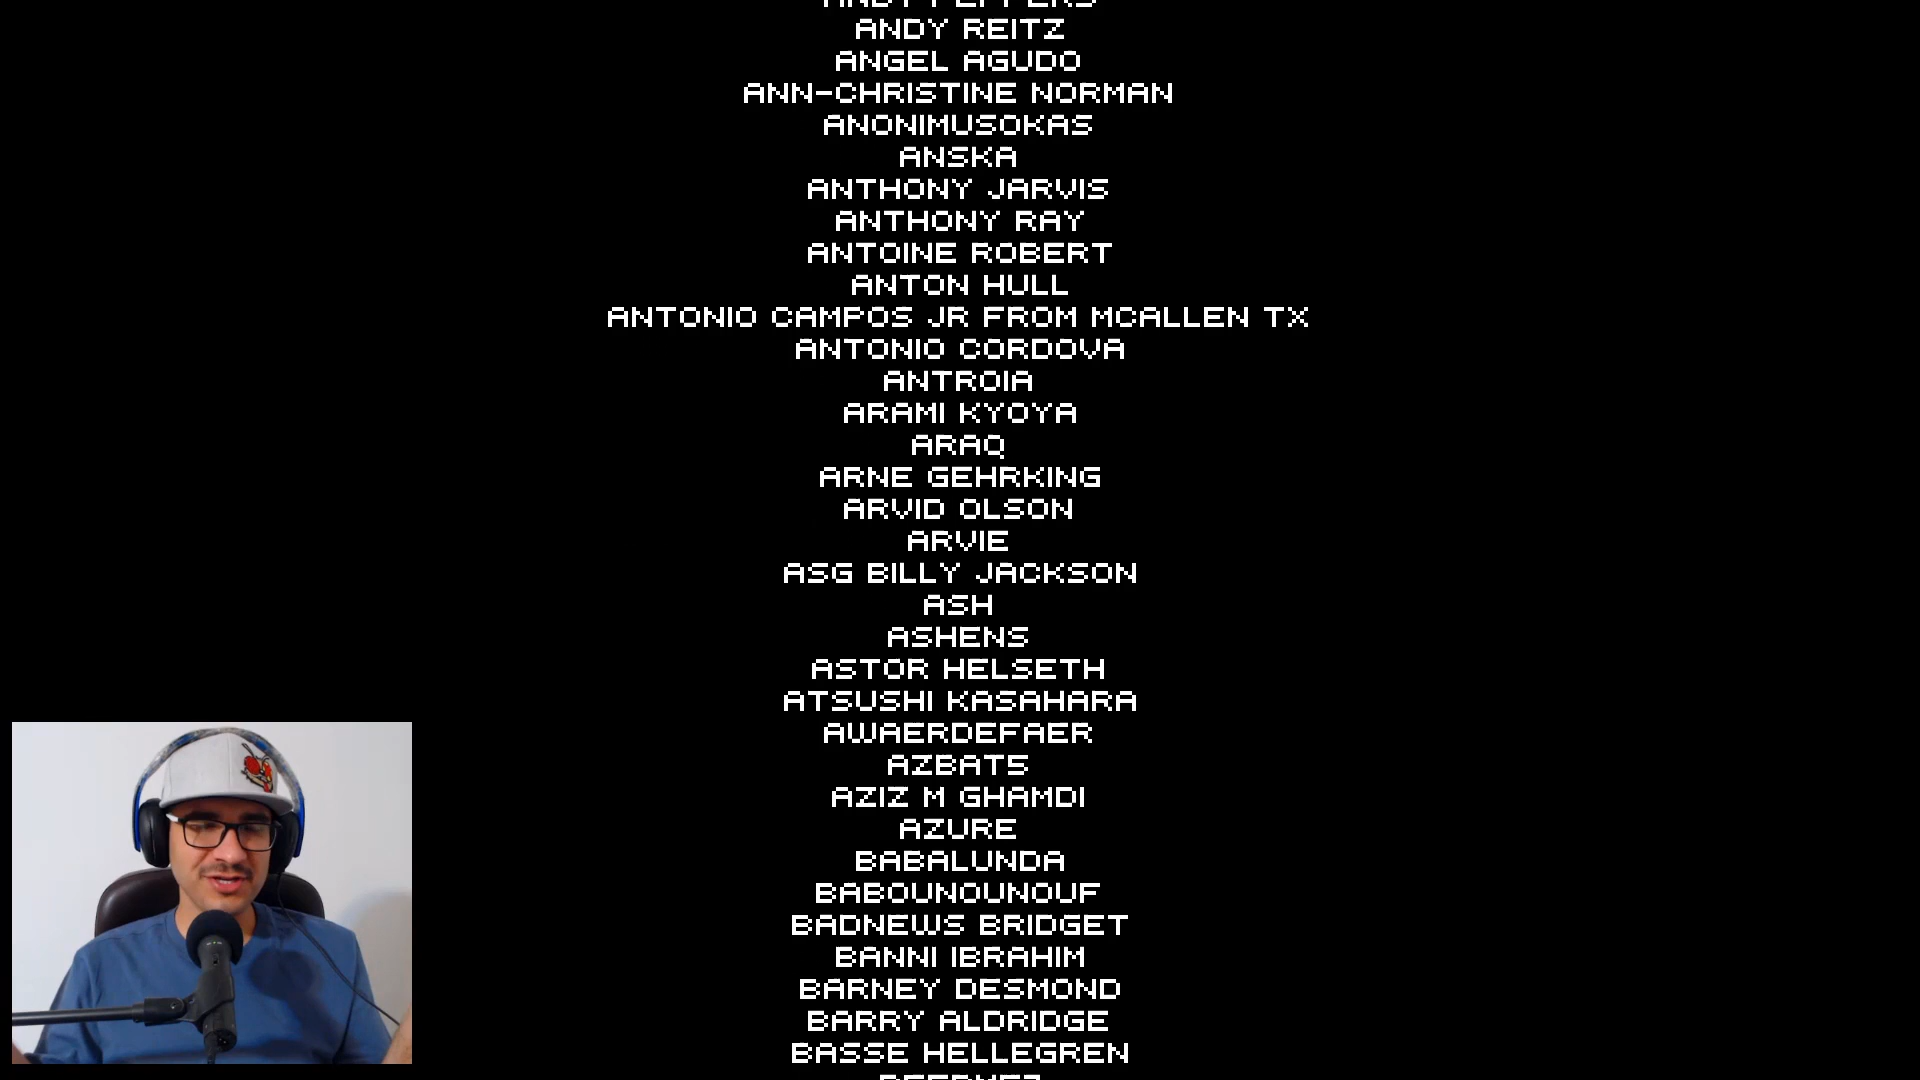 ANDY PEPPERS
ANDY REITZ
ANGEL AGUDO
ANN-CHRISTINE NORMAN
ANONIMUSOKAS
ANSKA
ANTHONY JARVIS
ANTHONY RAY
ANTOINE ROBERT
ANTON HULL
ANTONIO CAMPOS JR FROM MCALLEN TX
ANTONIO CORDOVA
ANTROIA
ARAMI KYOYA
ARAQ
ARNE GEHRKING
ARVID OLSON
ARVIE
ASG BILLY JACKSON
ASH
ASHENS
ASTOR HELSETH
ATSUSHI KASAHARA
AWAERDEFAER
AZBAT5
AZIZ M GHAMDI
AZURE
BABALUNDA
BABOUNOUNOUF
BADNEWS BRIDGET
BANNI IBRAHIM
BARNEY DESMOND
BARRY ALDRIDGE
BASSE HELLEGREN